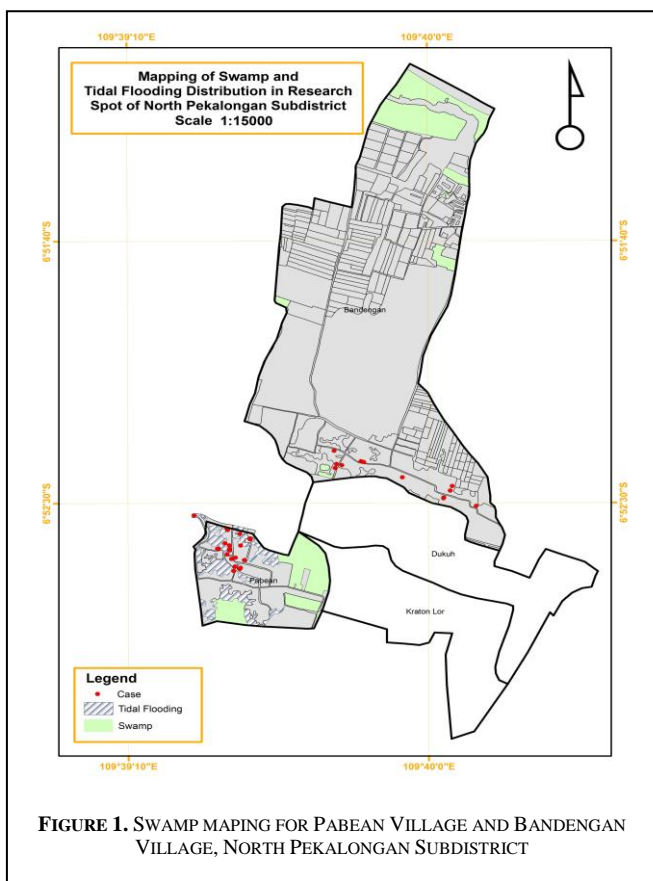 109°39'10"E
109°40'0"E
Mapping of Swamp and
Tidal Flooding Distribution in Research
Spot of North Pekalongan Subdistrict
Scale 1:15000
6°51'40"S
6°51'40"S
Bandengan
6°52'30"S
6°52'30"S
Dukuh
Pabean
Kraton Lor
Legend
Case
Tidal Flooding
Swamp
109°39'10"E
109°40'0"E
FIGURE 1. SWAMP MAPING FOR PABEAN VILLAGE AND BANDENGAN
VILLAGE, NORTH PEKALONGAN SUBDISTRICT